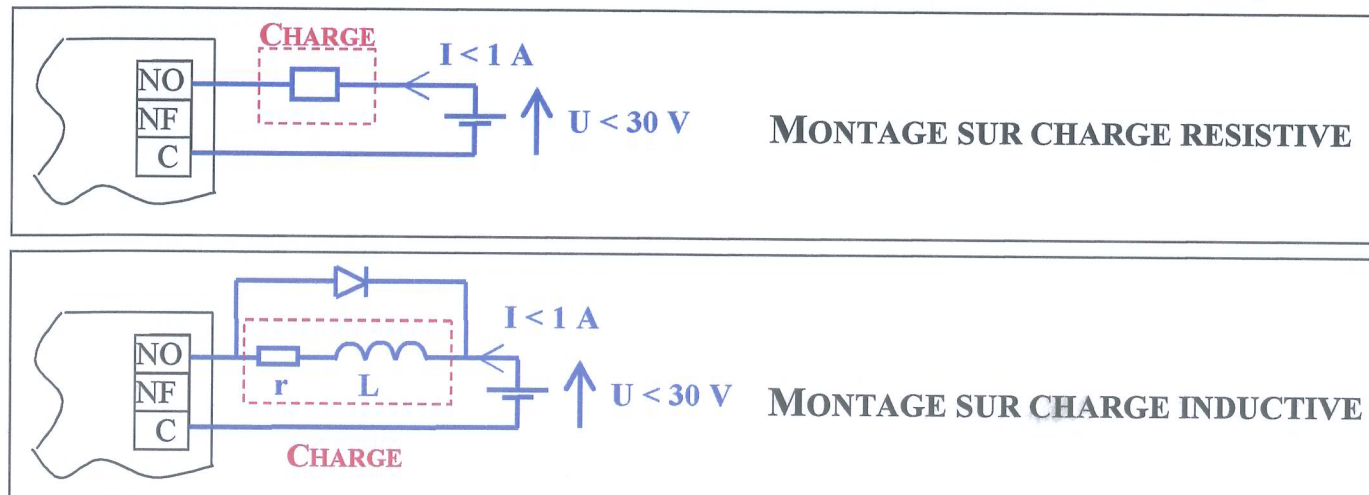 CHARGE
I < 1 A
NO
NF
C
U < 30 V
MONTAGE SUR CHARGE RESISTIVE
I < 1 A
NO
NF
C
r
L
U < 30 V
MONTAGE SUR CHARGE INDUCTIVE
CHARGE